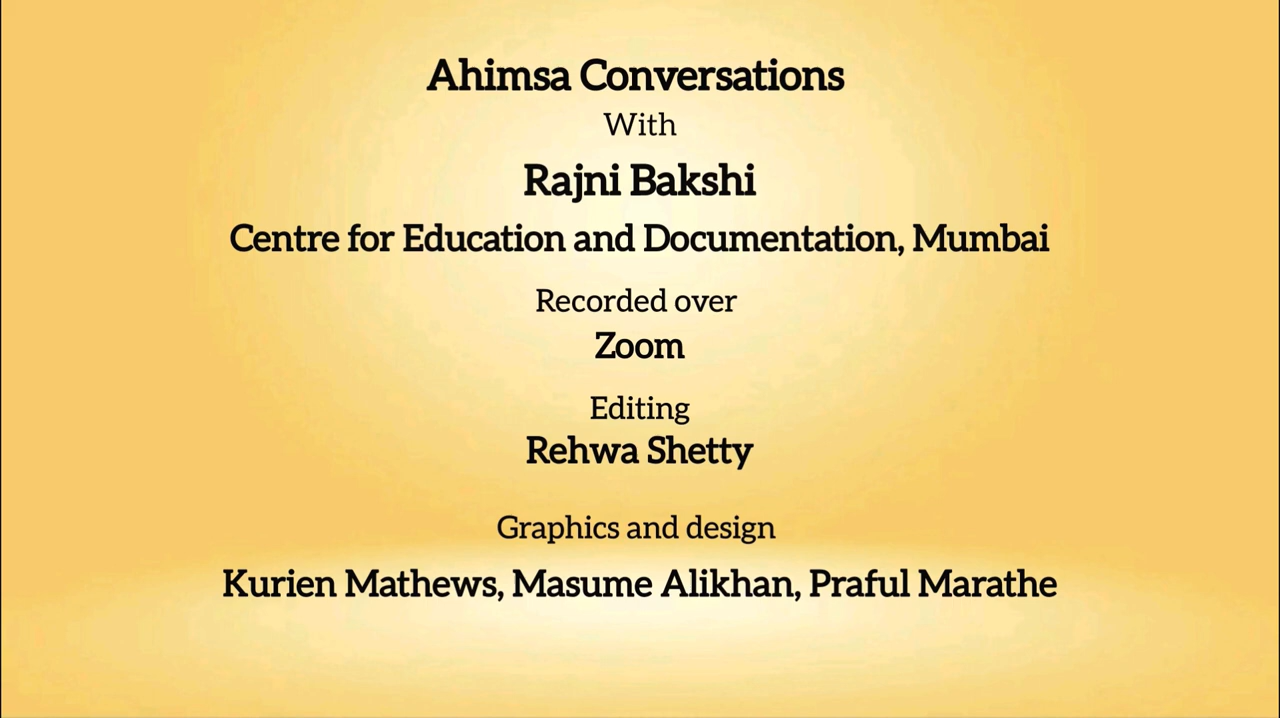 Ahimsa Conversations
With
Rajni Bakshi
Centre for Education and Documentation, Mumbai
Recorded over
Zoom
Editing
Rehwa Shetty
Graphics and design
Kurien Mathews, Masume Alikhan, Praful Marathe